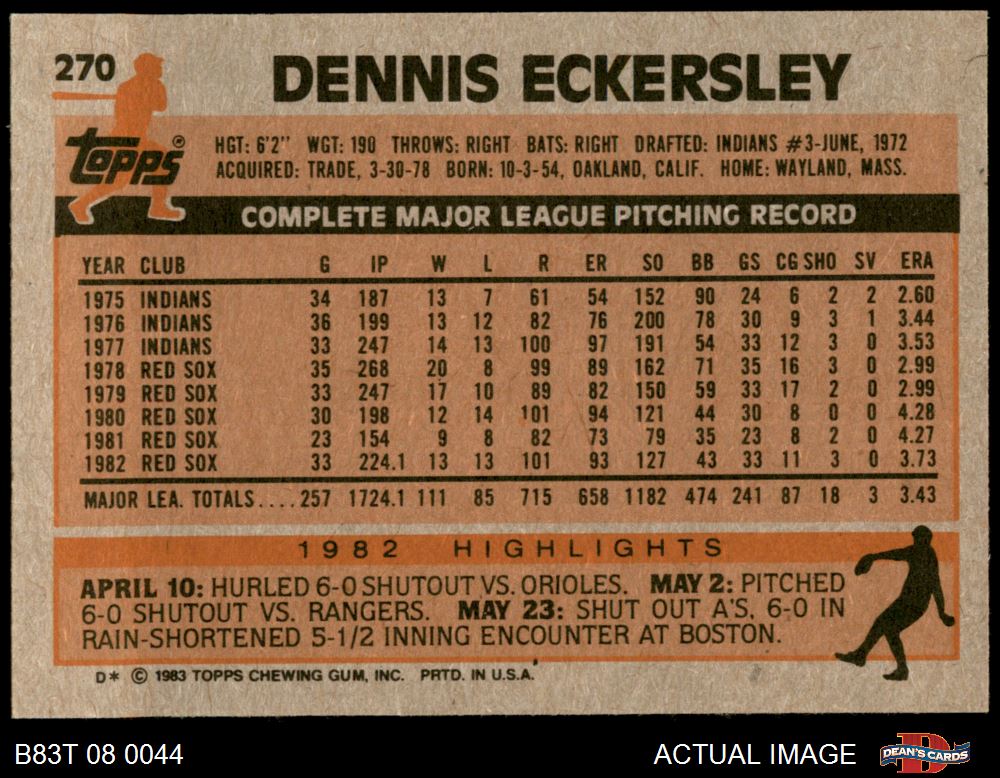 270
DENNIS ECKERSLEY
topps®
HGT: 6'2" WGT: 190 THROWS: RIGHT BATS: RIGHT DRAFTED: INDIANS #3-JUNE, 1972
ACQUIRED: TRADE, 3-30-78 BORN: 10-3-54, OAKLAND, CALIF. HOME: WAYLAND, MASS.
COMPLETE MAJOR LEAGUE PITCHING RECORD
YEAR CLUB G IP W L R ER SO BB GS CG SHO SV ERA
1975 INDIANS 34 187 13 7 61 54 152 90 24 6 2 2 2.60
1976 INDIANS 36 199 13 12 82 76 200 78 30 9 3 1 3.44
1977 INDIANS 33 247 14 13 100 97 191 54 33 12 3 0 3.53
1978 RED SOX 35 268 20 8 99 89 162 71 35 16 3 0 2.99
1979 RED SOX 33 247 17 10 89 82 150 59 33 17 2 0 2.99
1980 RED SOX 30 198 12 14 101 94 121 44 30 8 0 0 4.28
1981 RED SOX 23 154 9 8 82 73 79 35 23 8 2 0 4.27
1982 RED SOX 33 224.1 13 13 101 93 127 43 33 11 3 0 3.73
MAJOR LEA. TOTALS.... 257 1724.1 111 85 715 658 1182 474 241 87 18 3 3.43
1982 HIGHLIGHTS
APRIL 10: HURLED 6-0 SHUTOUT VS. ORIOLES. MAY 2: PITCHED
6-0 SHUTOUT VS. RANGERS. MAY 23: SHUT OUT A'S, 6-0 IN
RAIN-SHORTENED 5-1/2 INNING ENCOUNTER AT BOSTON.
D* © 1983 TOPPS CHEWING GUM, INC. PRTD. IN U.S.A.
B83T 08 0044
ACTUAL IMAGE
D
DEAN'S CARDS